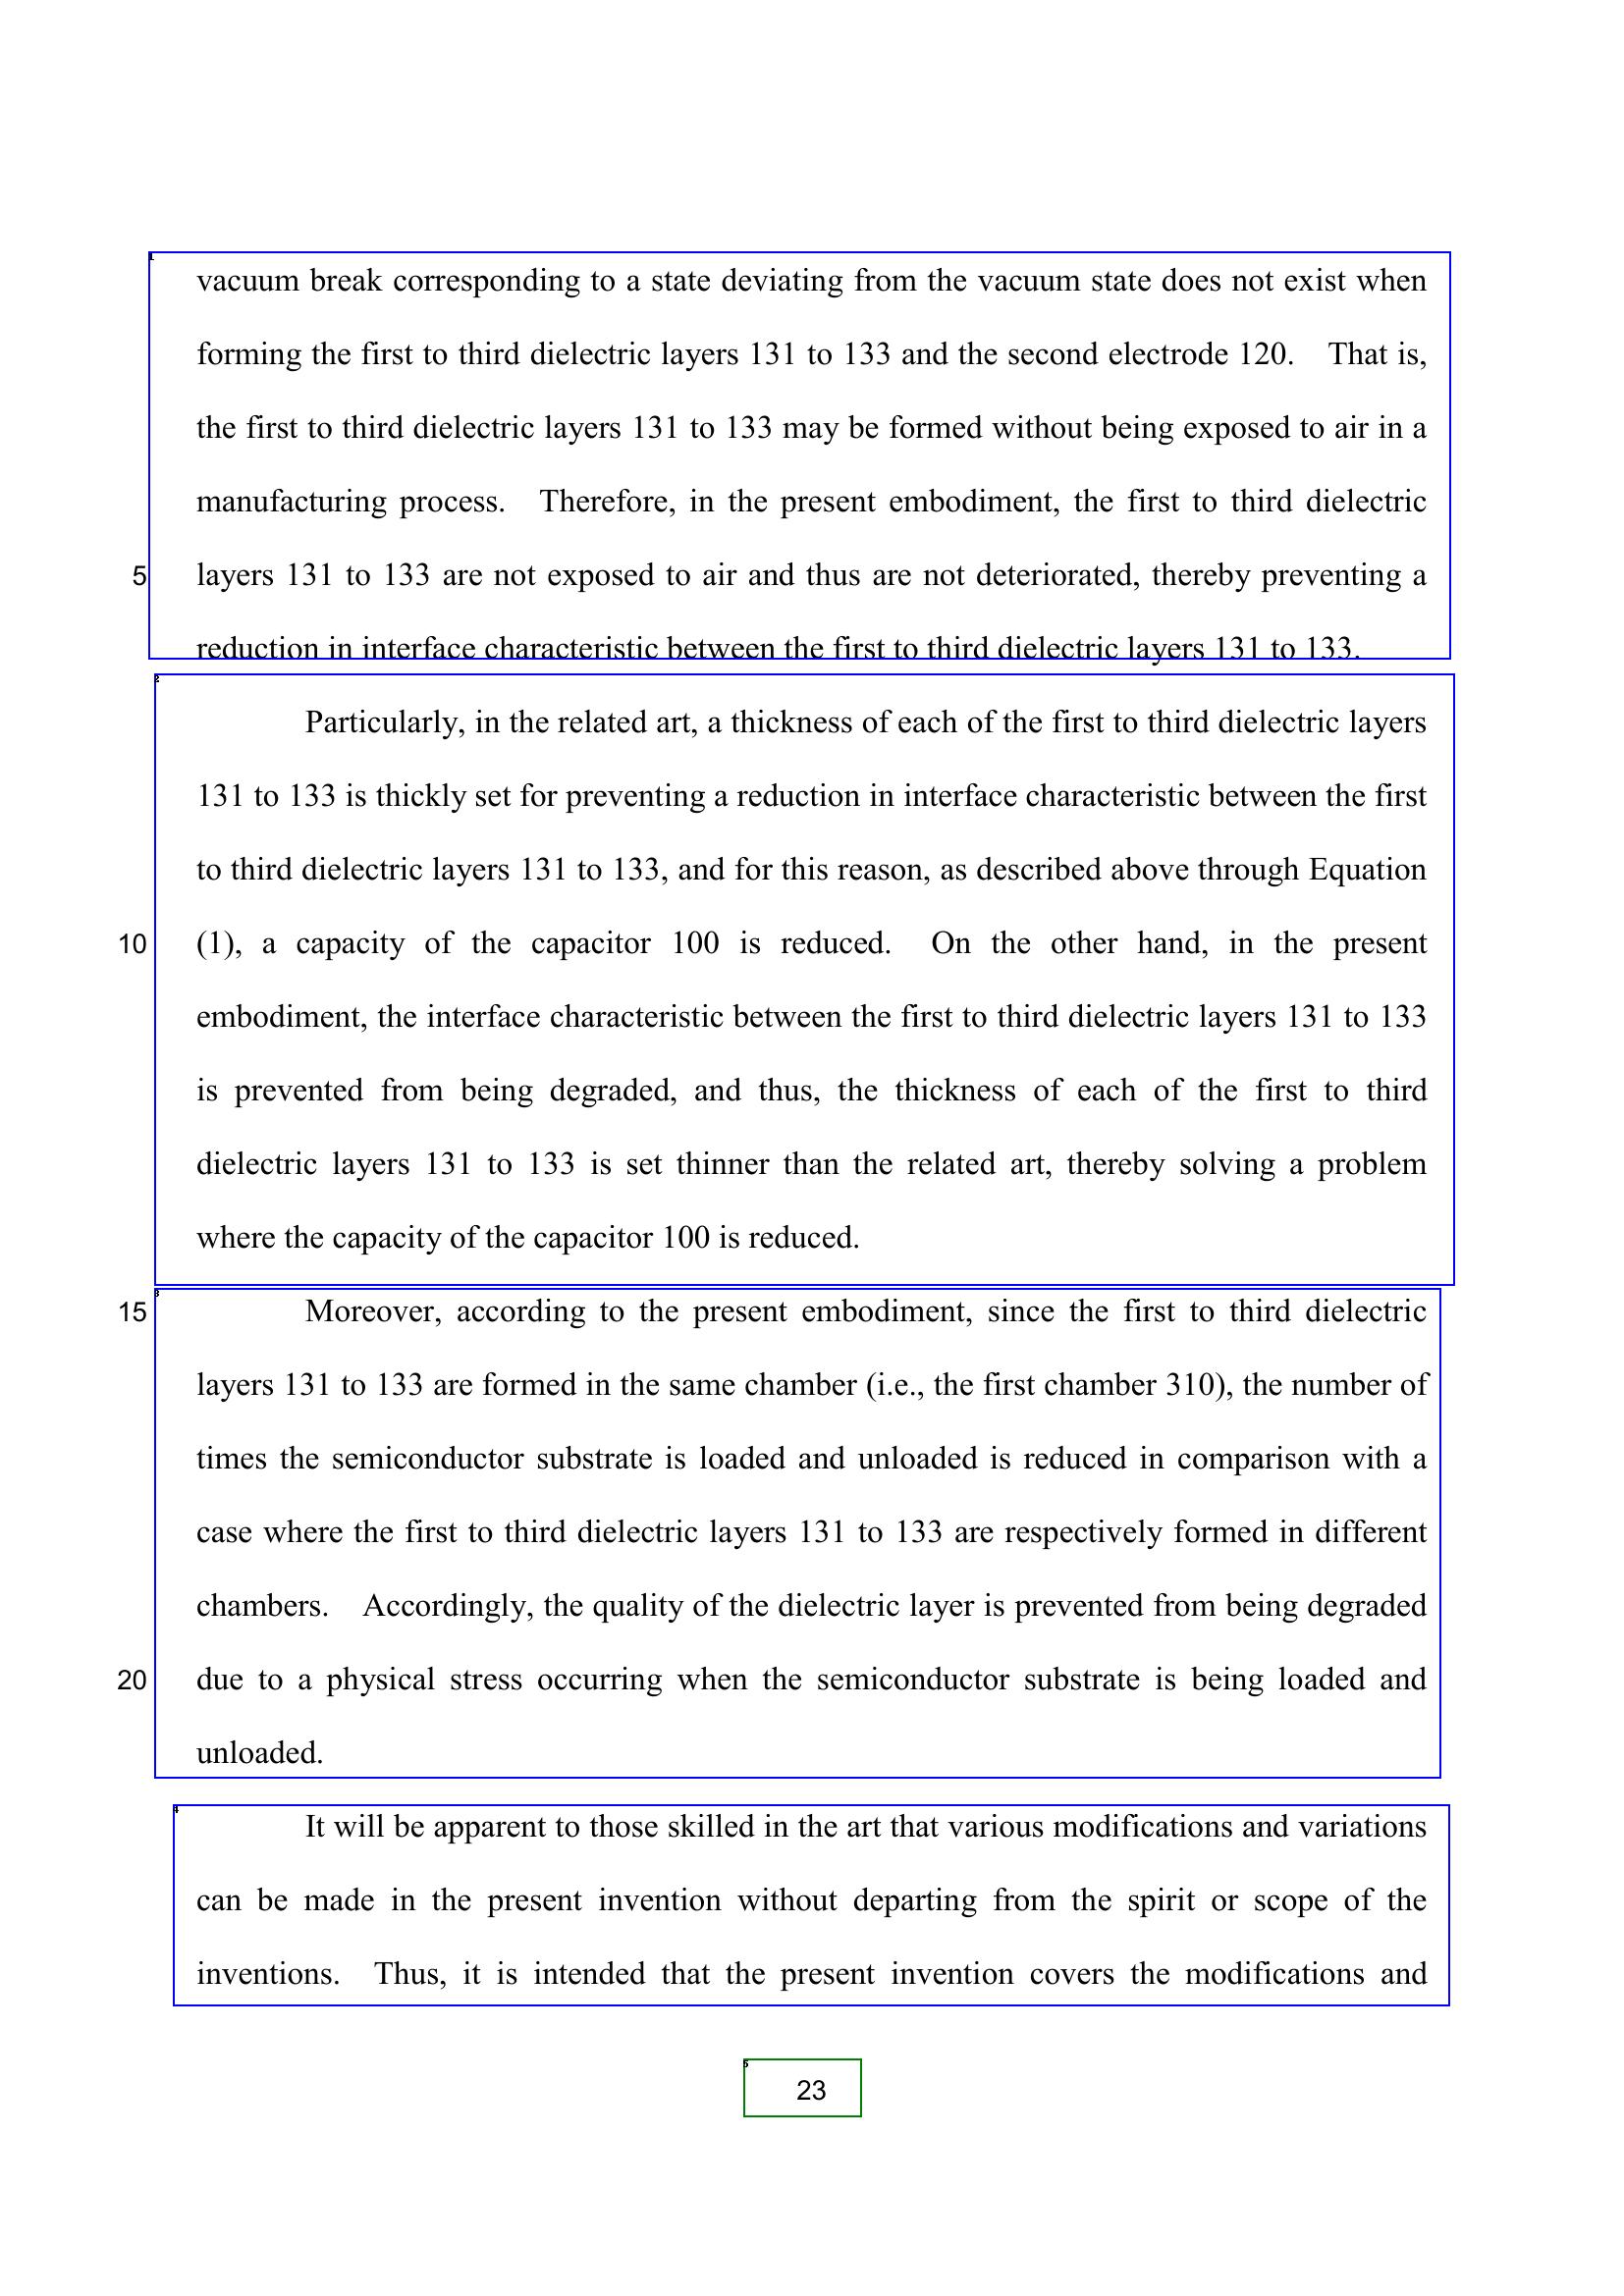 vacuum break corresponding to a state deviating from the vacuum state does not exist when
forming the first to third dielectric layers 131 to 133 and the second electrode 120. That is,
the first to third dielectric layers 131 to 133 may be formed without being exposed to air in a
manufacturing process. Therefore, in the present embodiment, the first to third dielectric
5 layers 131 to 133 are not exposed to air and thus are not deteriorated, thereby preventing a
reduction in interface characteristic between the first to third dielectric layers 131 to 133.
Particularly, in the related art, a thickness of each of the first to third dielectric layers
131 to 133 is thickly set for preventing a reduction in interface characteristic between the first
to third dielectric layers 131 to 133, and for this reason, as described above through Equation
10 (1), a capacity of the capacitor 100 is reduced. On the other hand, in the present
embodiment, the interface characteristic between the first to third dielectric layers 131 to 133
is prevented from being degraded, and thus, the thickness of each of the first to third
dielectric layers 131 to 133 is set thinner than the related art, thereby solving a problem
where the capacity of the capacitor 100 is reduced.
15 Moreover, according to the present embodiment, since the first to third dielectric
layers 131 to 133 are formed in the same chamber (i.e., the first chamber 310), the number of
times the semiconductor substrate is loaded and unloaded is reduced in comparison with a
case where the first to third dielectric layers 131 to 133 are respectively formed in different
chambers. Accordingly, the quality of the dielectric layer is prevented from being degraded
20 due to a physical stress occurring when the semiconductor substrate is being loaded and
unloaded.
It will be apparent to those skilled in the art that various modifications and variations
can be made in the present invention without departing from the spirit or scope of the
inventions. Thus, it is intended that the present invention covers the modifications and
23